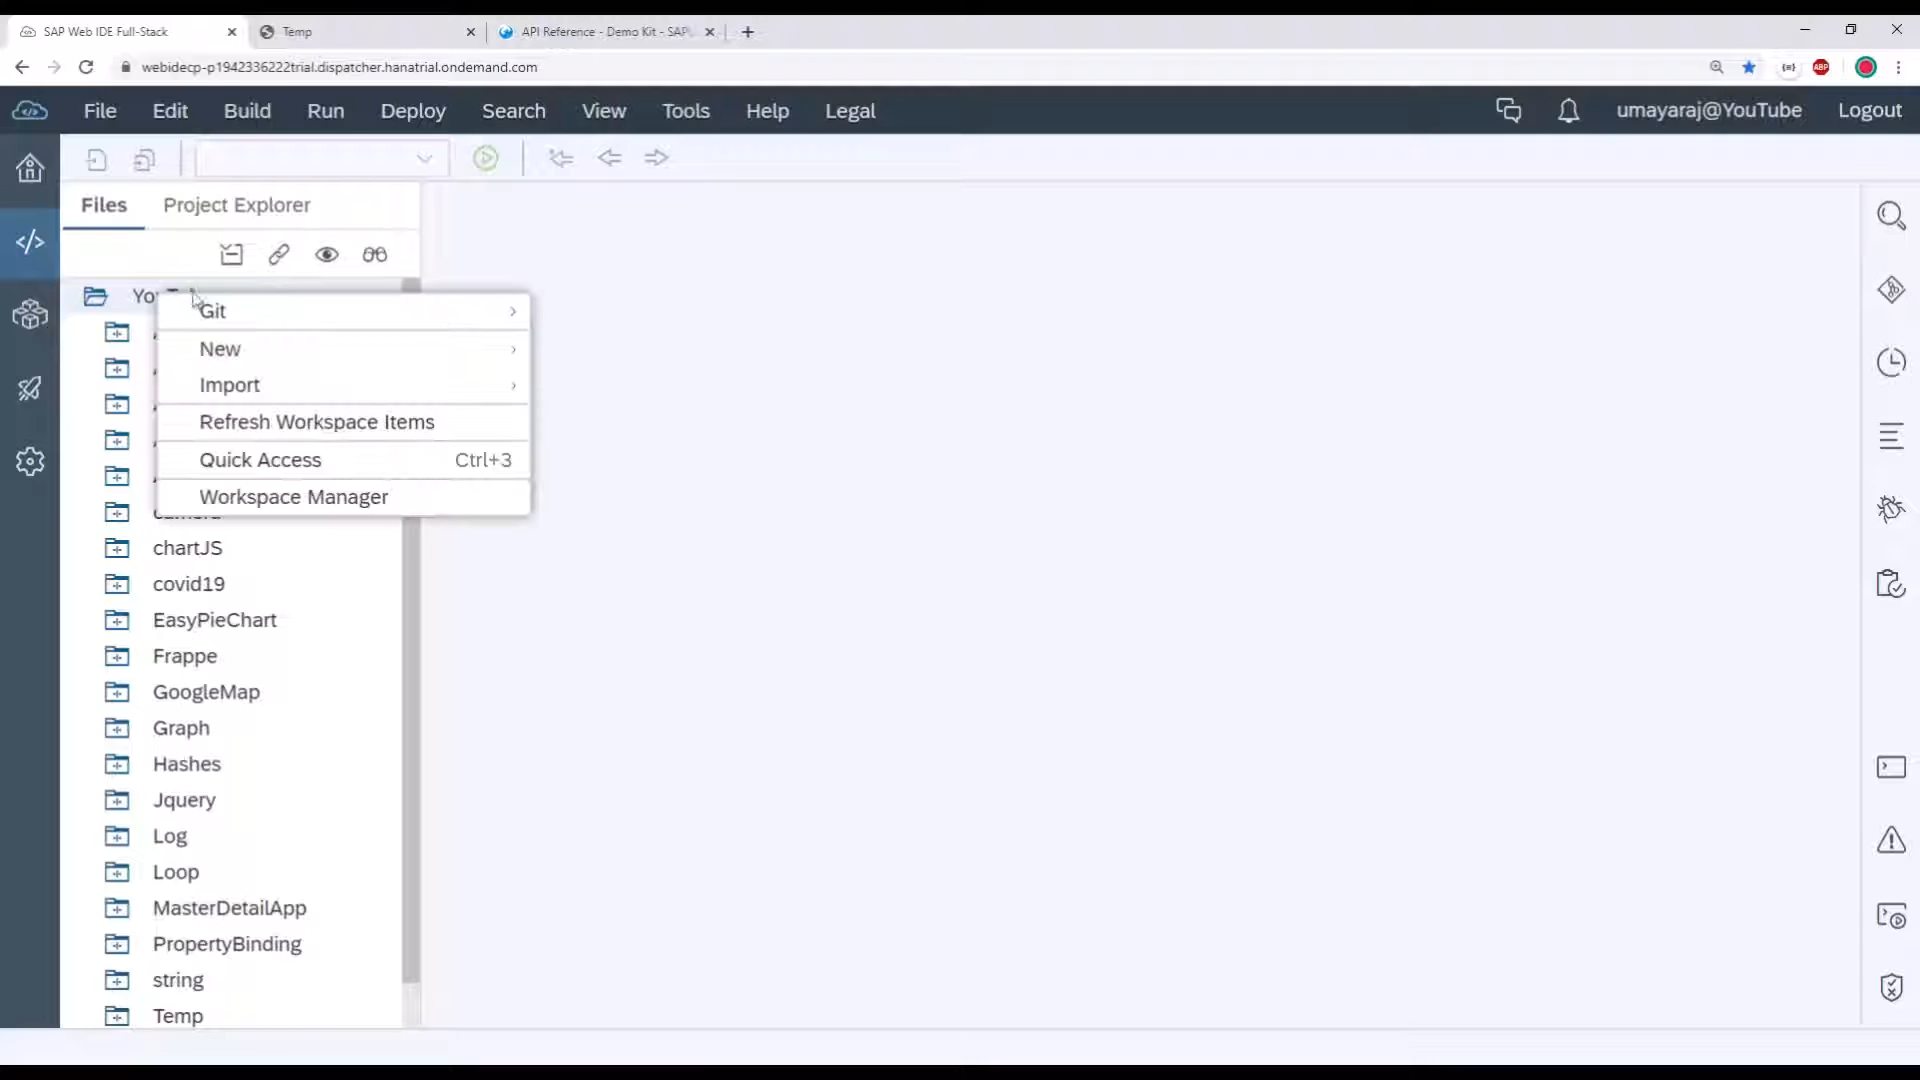 SAP Web IDE Full-Stack
Temp
API Reference - Demo Kit - SAPU
webidecp-p1942336222trial.dispatcher.hanatrial.ondemand.com
ABP
File Edit Build Run Deploy Search View Tools Help Legal
umayaraj@YouTube Logout
Files Project Explorer
Git
New
Import
Refresh Workspace Items
Quick Access Ctrl+3
Workspace Manager
chartJS
covid19
EasyPieChart
Frappe
GoogleMap
Graph
Hashes
Jquery
Log
Loop
MasterDetailApp
PropertyBinding
string
Temp